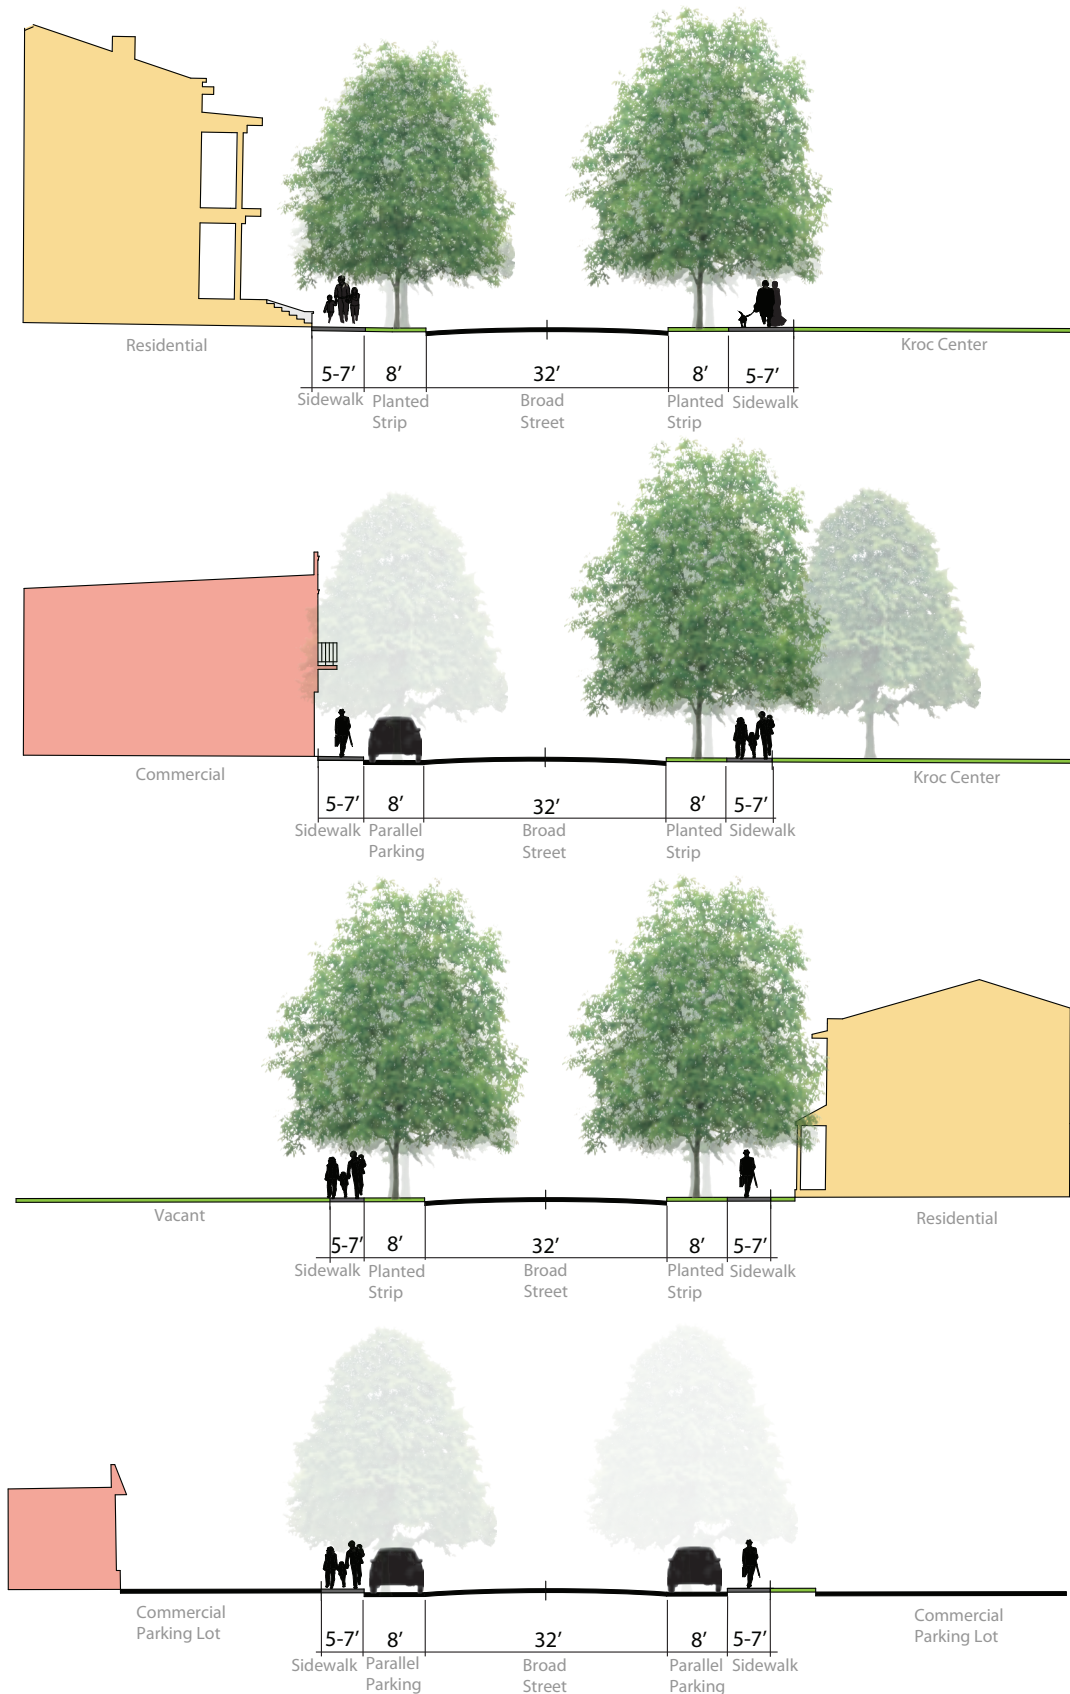 Residential
Kroc Center
5-7’ 8’ 32’ 8’ 5-7’
Sidewalk Planted Broad Planted Sidewalk
Strip Street Strip
Commercial
Kroc Center
5-7’ 8’ 32’ 8’ 5-7’
Sidewalk Parallel Broad Planted Sidewalk
Parking Street Strip
Vacant
Residential
5-7’ 8’ 32’ 8’ 5-7’
Sidewalk Planted Broad Planted Sidewalk
Strip Street Strip
Commercial
Parking Lot
Commercial
Parking Lot
5-7’ 8’ 32’ 8’ 5-7’
Sidewalk Parallel Broad Parallel Sidewalk
Parking Street Parking